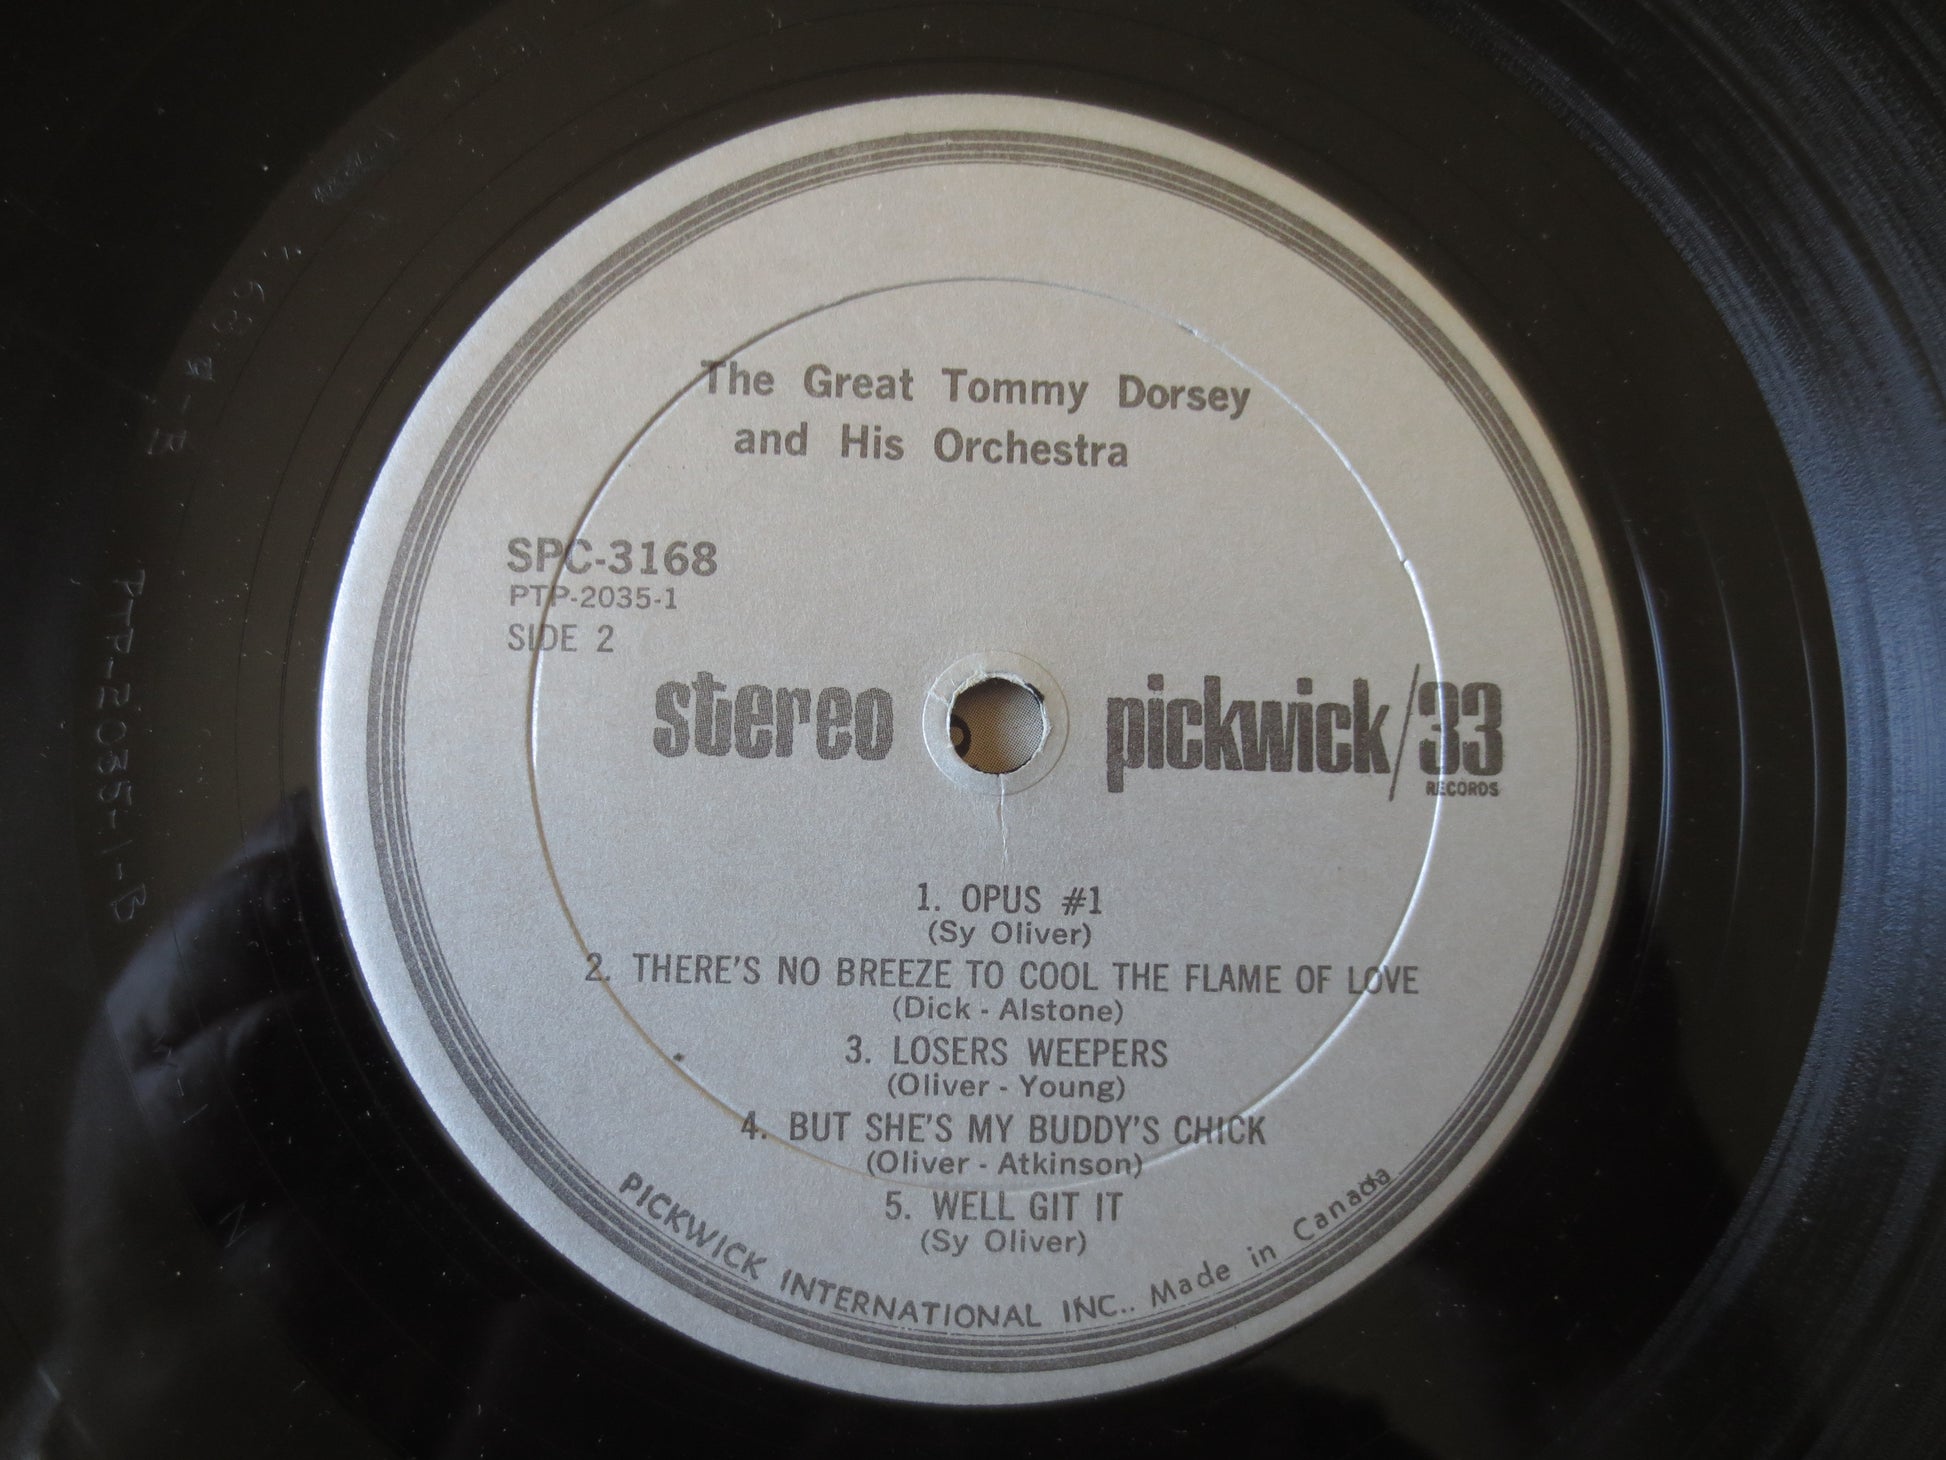 The Great Tommy Dorsey
and His Orchestra
SPC-3168
PTP-2035-1
SIDE 2
stereo
pickwick/33
RECORDS
1. OPUS #1
(Sy Oliver)
2. THERE'S NO BREEZE TO COOL THE FLAME OF LOVE
(Dick - Alstone)
3. LOSERS WEEPERS
(Oliver - Young)
4. BUT SHE'S MY BUDDY'S CHICK
(Oliver - Atkinson)
5. WELL GIT IT
(Sy Oliver)
PICKWICK INTERNATIONAL INC.. Made in Canada
PTP-2035-1-B